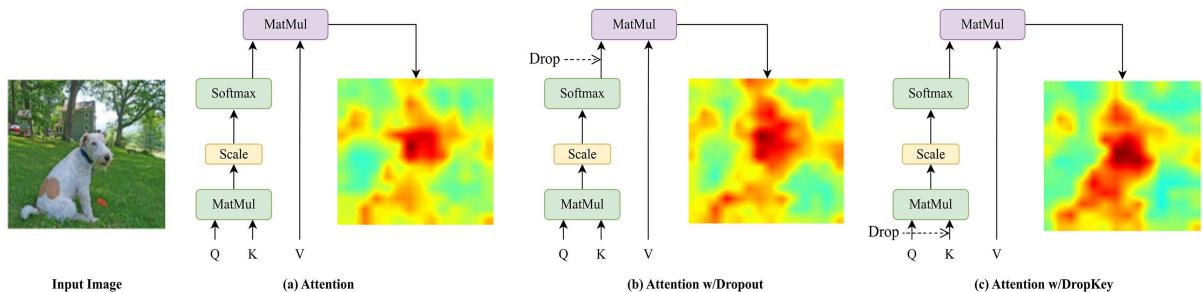 MatMul
Softmax
Scale
MatMul
Q K V
MatMul
Drop
Softmax
Scale
MatMul
Q K V
MatMul
Softmax
Scale
MatMul
Drop
Q K V
Input Image
(a) Attention
(b) Attention w/Dropout
(c) Attention w/DropKey